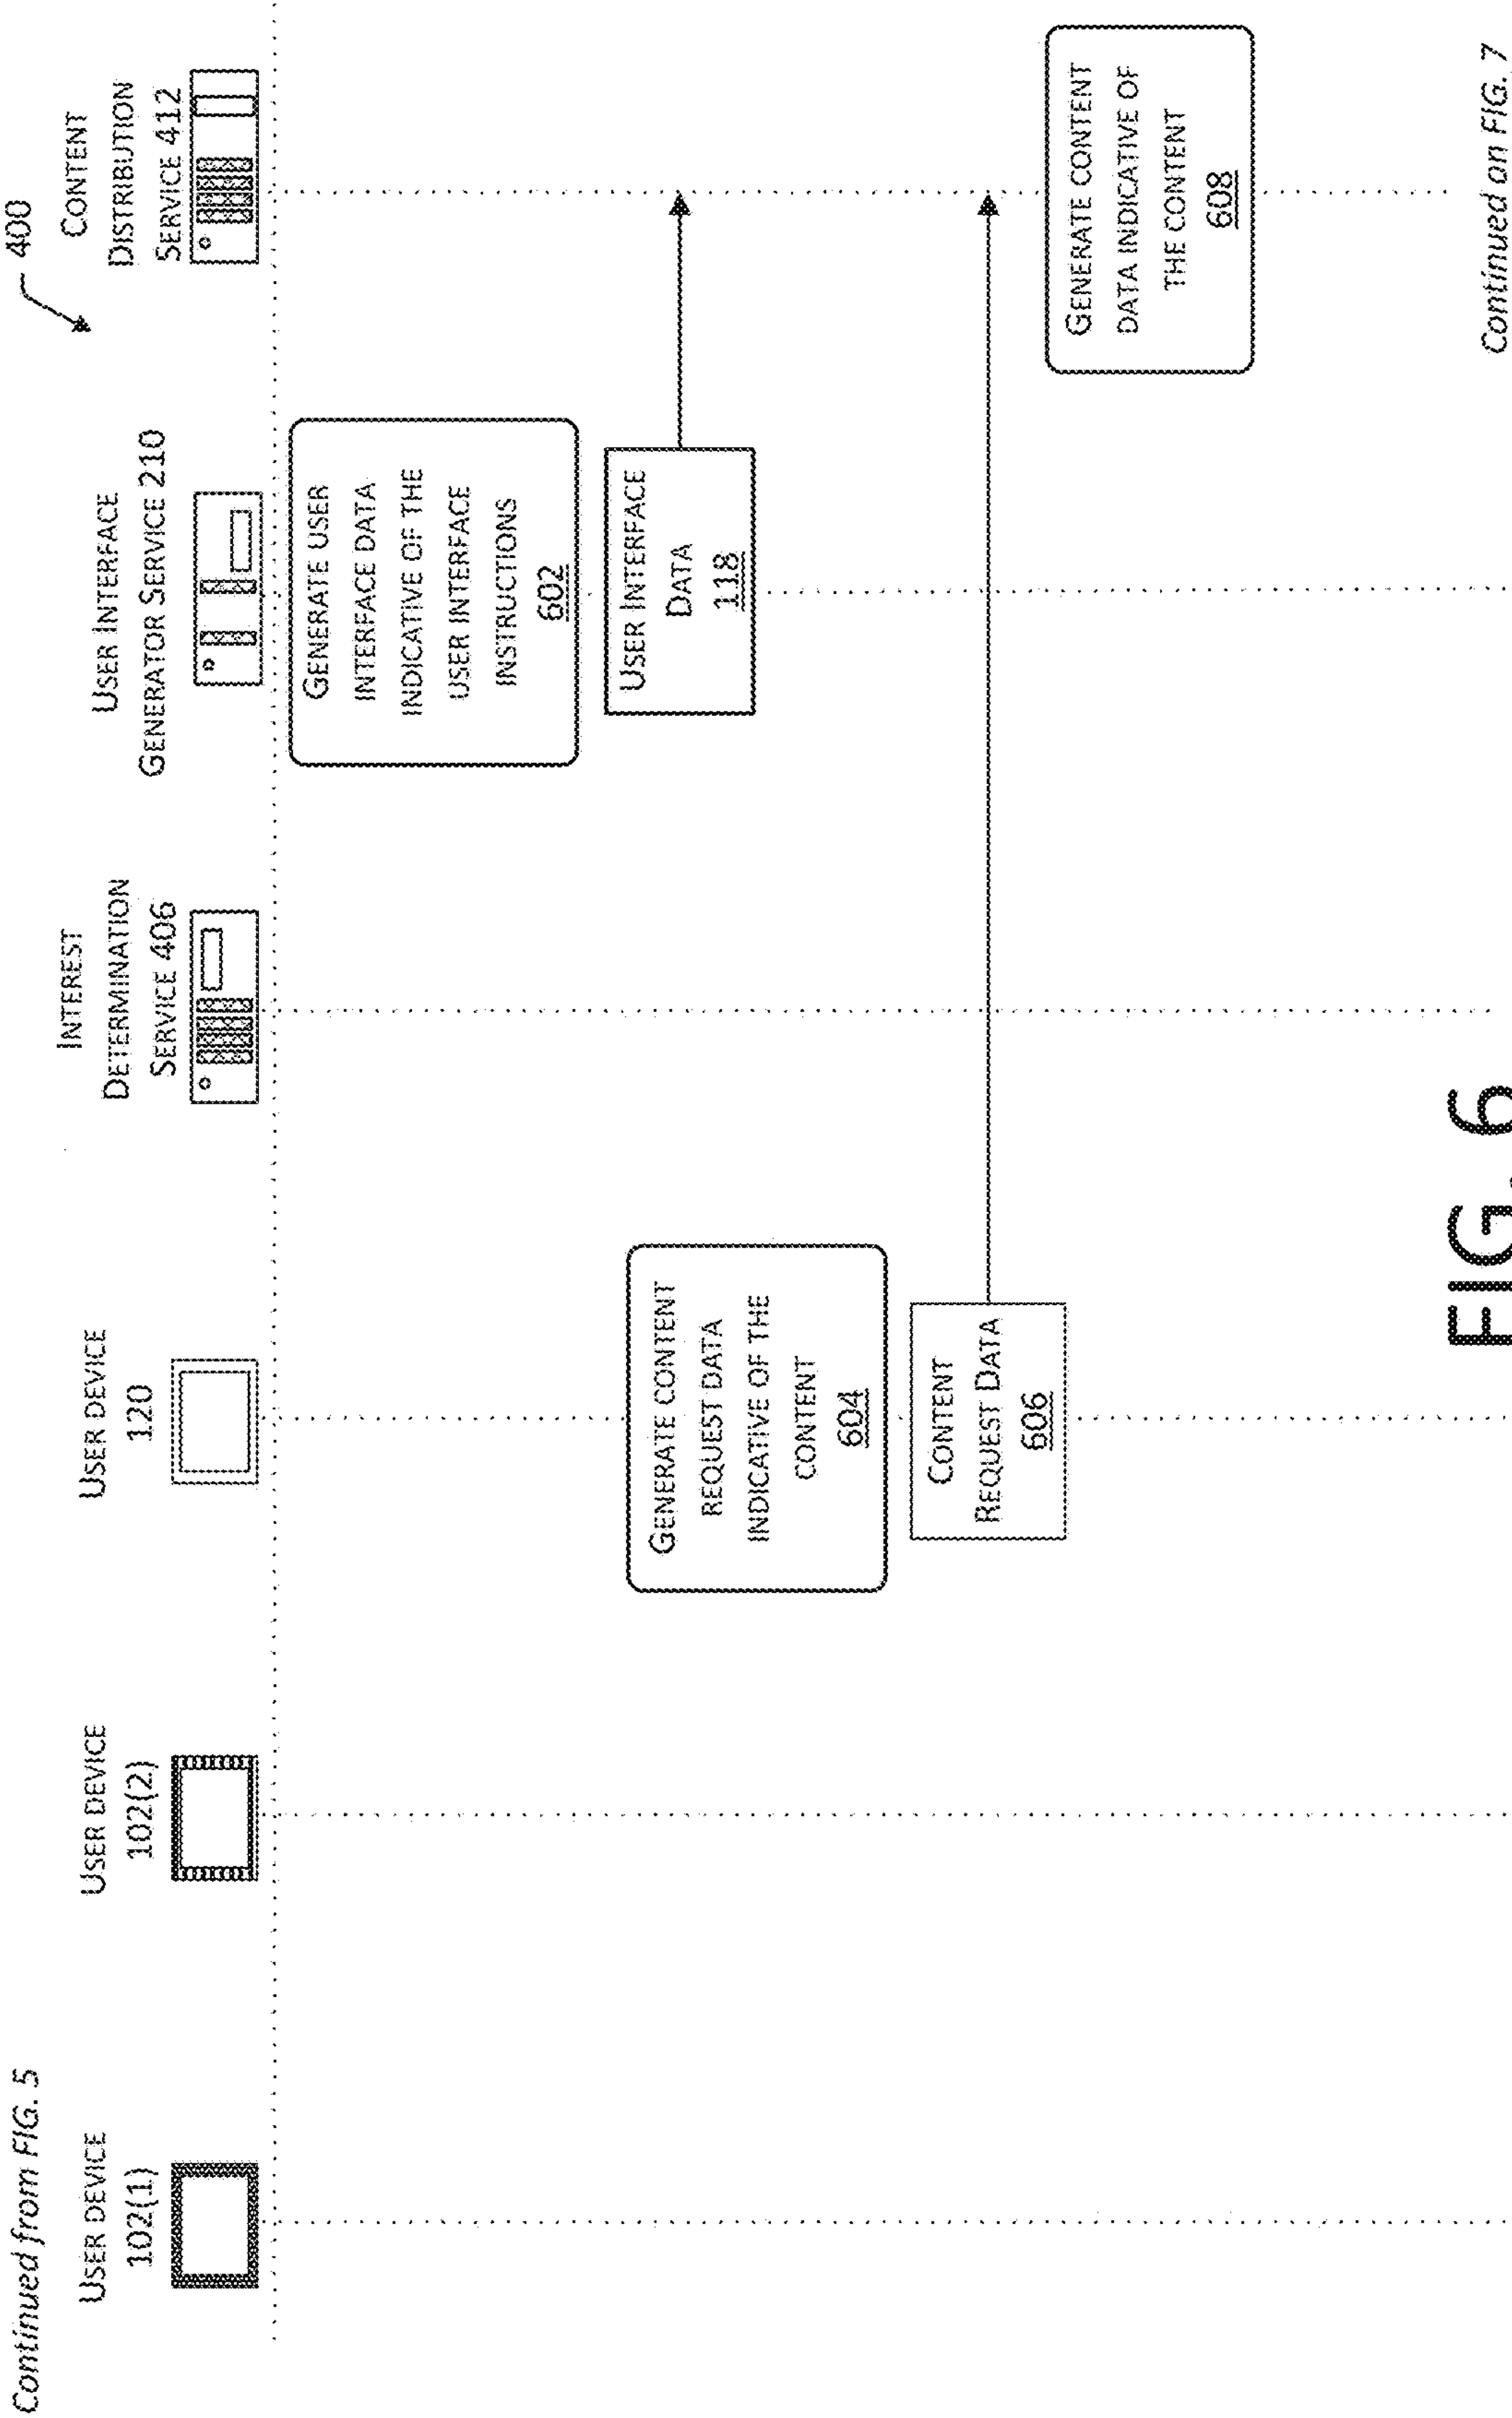 Continued from FIG. 5
400
USER DEVICE
102(1)
USER DEVICE
102(2)
USER DEVICE
120
INTEREST
DETERMINATION
SERVICE 406
USER INTERFACE
GENERATOR SERVICE 210
CONTENT
DISTRIBUTION
SERVICE 412
GENERATE USER
INTERFACE DATA
INDICATIVE OF THE
USER INTERFACE
INSTRUCTIONS
602
USER INTERFACE
DATA
118
GENERATE CONTENT
REQUEST DATA
INDICATIVE OF THE
CONTENT
604
CONTENT
REQUEST DATA
606
GENERATE CONTENT
DATA INDICATIVE OF
THE CONTENT
608
FIG. 6
Continued on FIG. 7